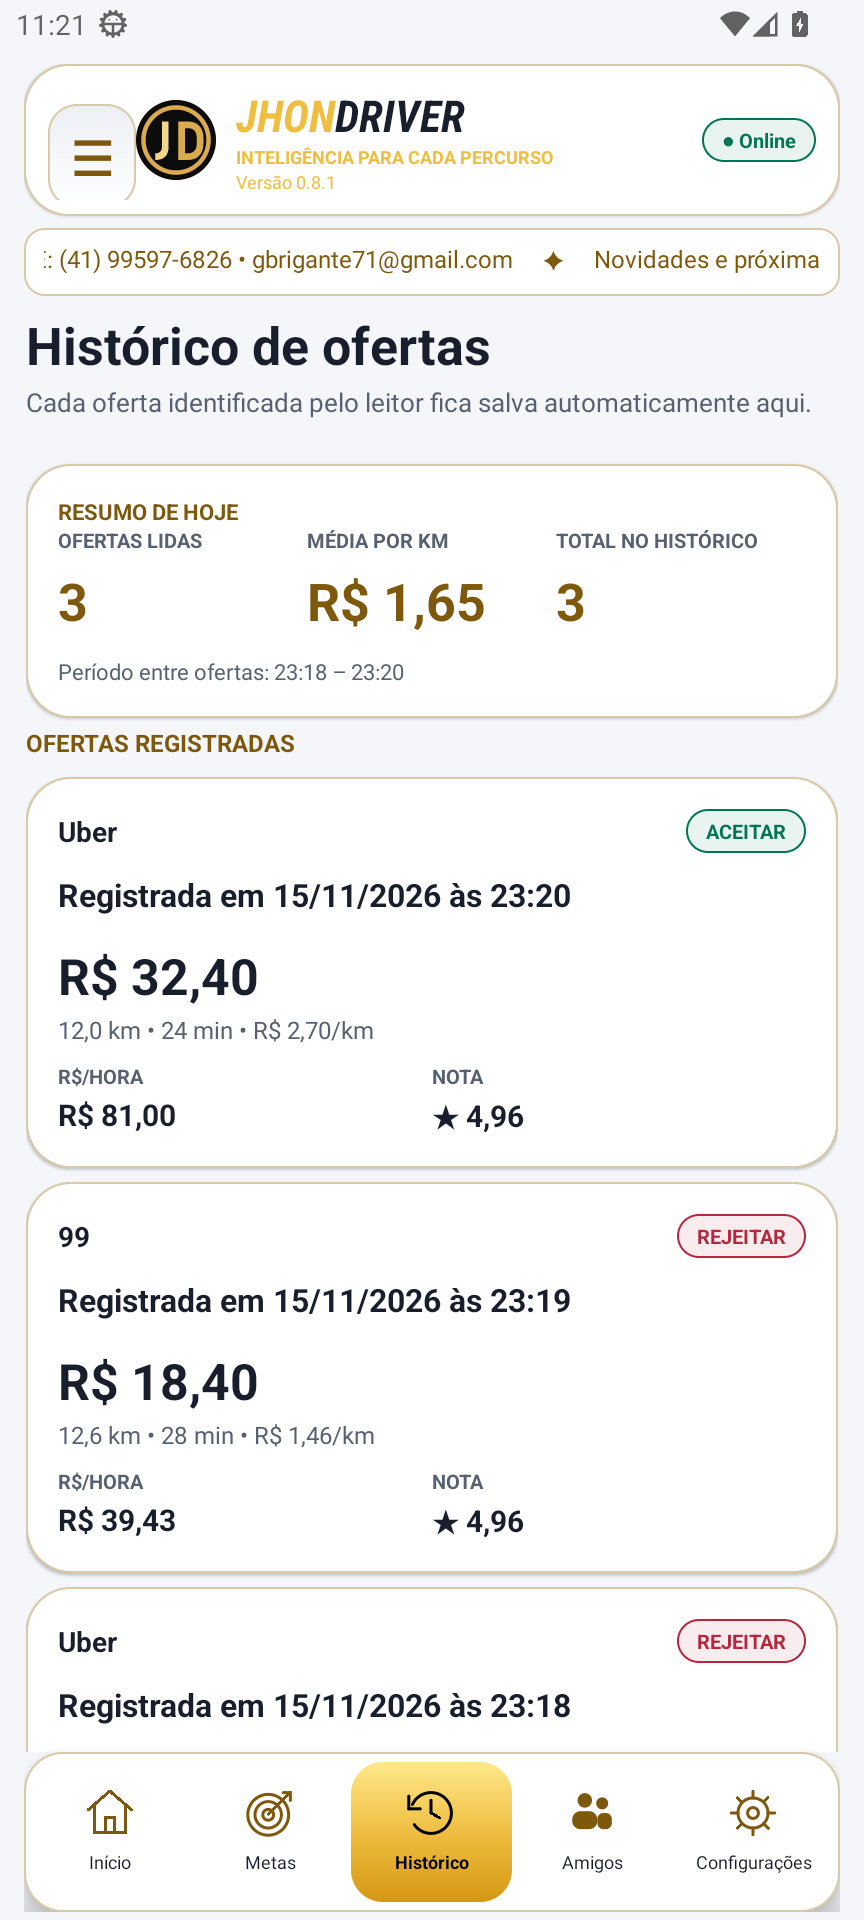 11:21
JD
JHONDRIVER
INTELIGÊNCIA PARA CADA PERCURSO
Versão 0.8.1
● Online
: (41) 99597-6826 • gbrigante71@gmail.com ✦ Novidades e próxima
Histórico de ofertas
Cada oferta identificada pelo leitor fica salva automaticamente aqui.
RESUMO DE HOJE
OFERTAS LIDAS MÉDIA POR KM TOTAL NO HISTÓRICO
3 R$ 1,65 3
Período entre ofertas: 23:18 – 23:20
OFERTAS REGISTRADAS
Uber ACEITAR
Registrada em 15/11/2026 às 23:20
R$ 32,40
12,0 km • 24 min • R$ 2,70/km
R$/HORA NOTA
R$ 81,00 ★ 4,96
99 REJEITAR
Registrada em 15/11/2026 às 23:19
R$ 18,40
12,6 km • 28 min • R$ 1,46/km
R$/HORA NOTA
R$ 39,43 ★ 4,96
Uber REJEITAR
Registrada em 15/11/2026 às 23:18
Início Metas Histórico Amigos Configurações